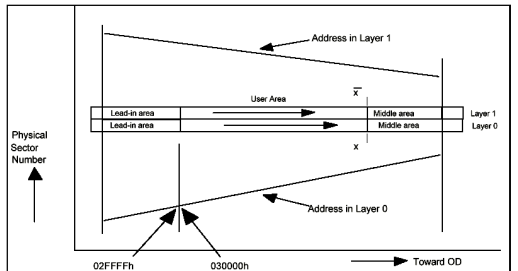 Address in Layer 1
User Area
x̅
Lead-in area
Middle area
Layer 1
Lead-in area
Middle area
Layer 0
Physical
Sector
Number
x
Address in Layer 0
02FFFFh
030000h
Toward OD